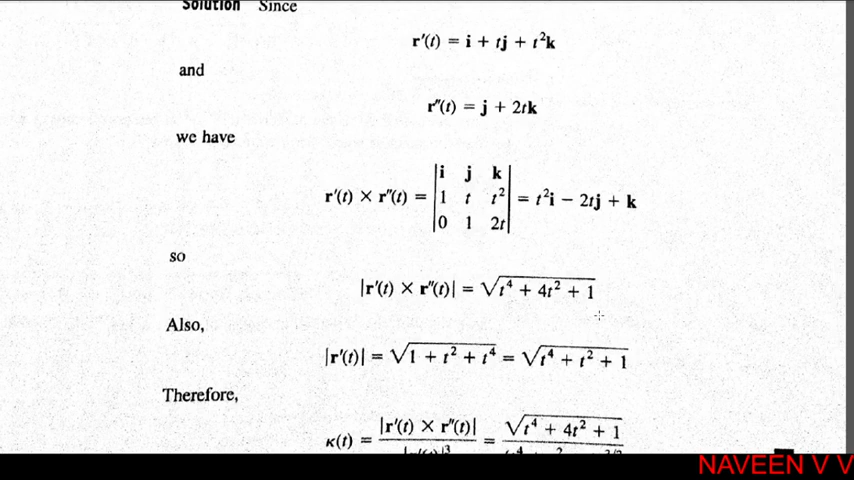 Solution Since
r′(t) = i + tj + t²k
and
r″(t) = j + 2tk
we have
r′(t) × r″(t) = |i j k| = t²i − 2tj + k
|1 t t²|
|0 1 2t|
so
|r′(t) × r″(t)| = √(t⁴ + 4t² + 1)
Also,
|r′(t)| = √(1 + t² + t⁴) = √(t⁴ + t² + 1)
Therefore,
κ(t) = |r′(t) × r″(t)| = √(t⁴ + 4t² + 1)
NAVEEN V V